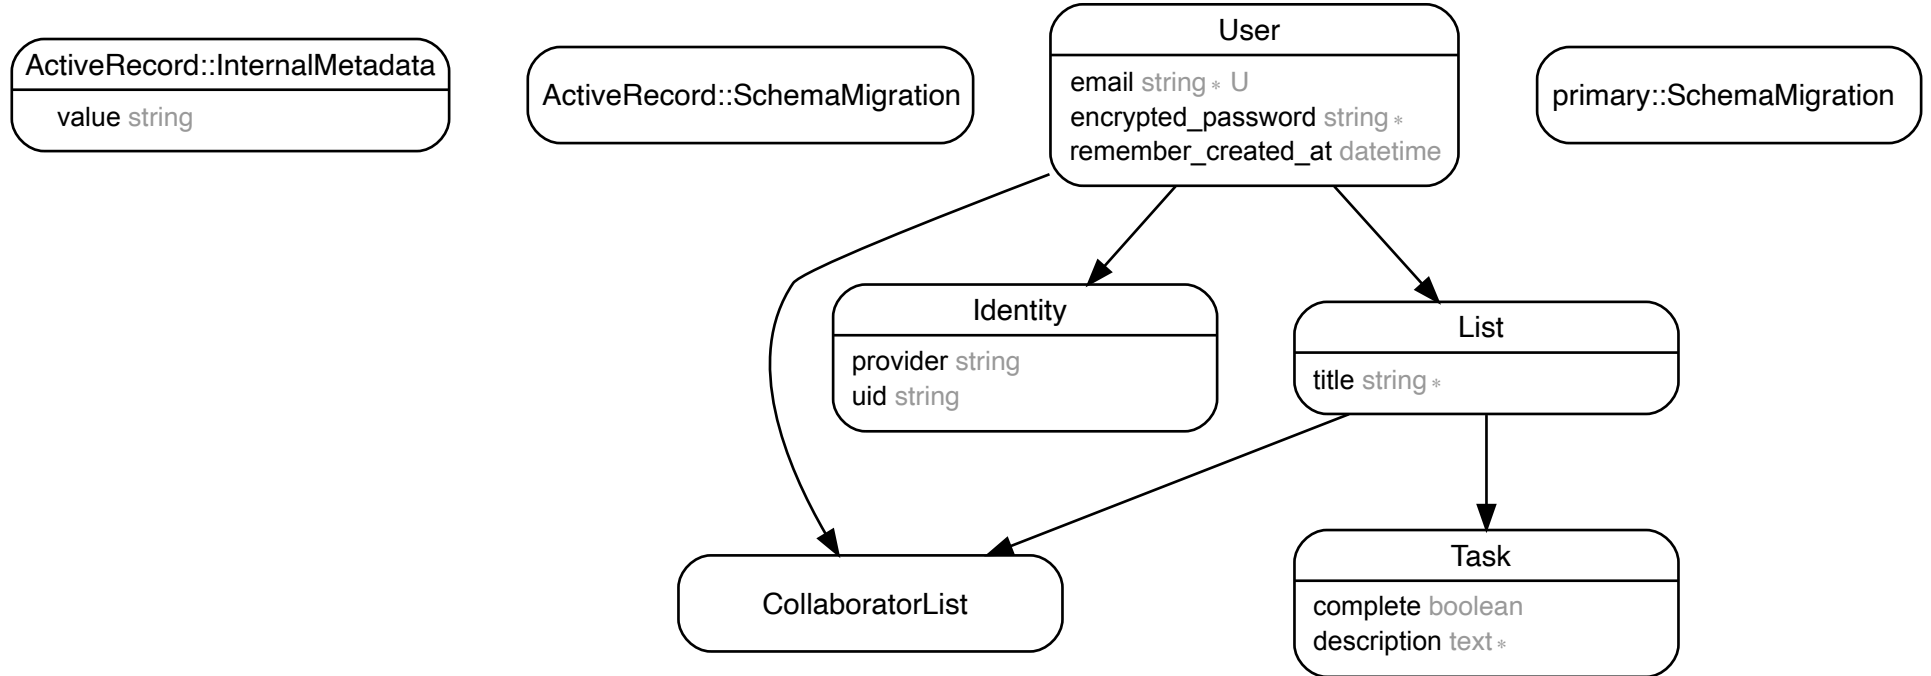 ActiveRecord::InternalMetadata
value string
ActiveRecord::SchemaMigration
User
email string ∗ U
encrypted_password string ∗
remember_created_at datetime
primary::SchemaMigration
Identity
provider string
uid string
List
title string ∗
CollaboratorList
Task
complete boolean
description text ∗